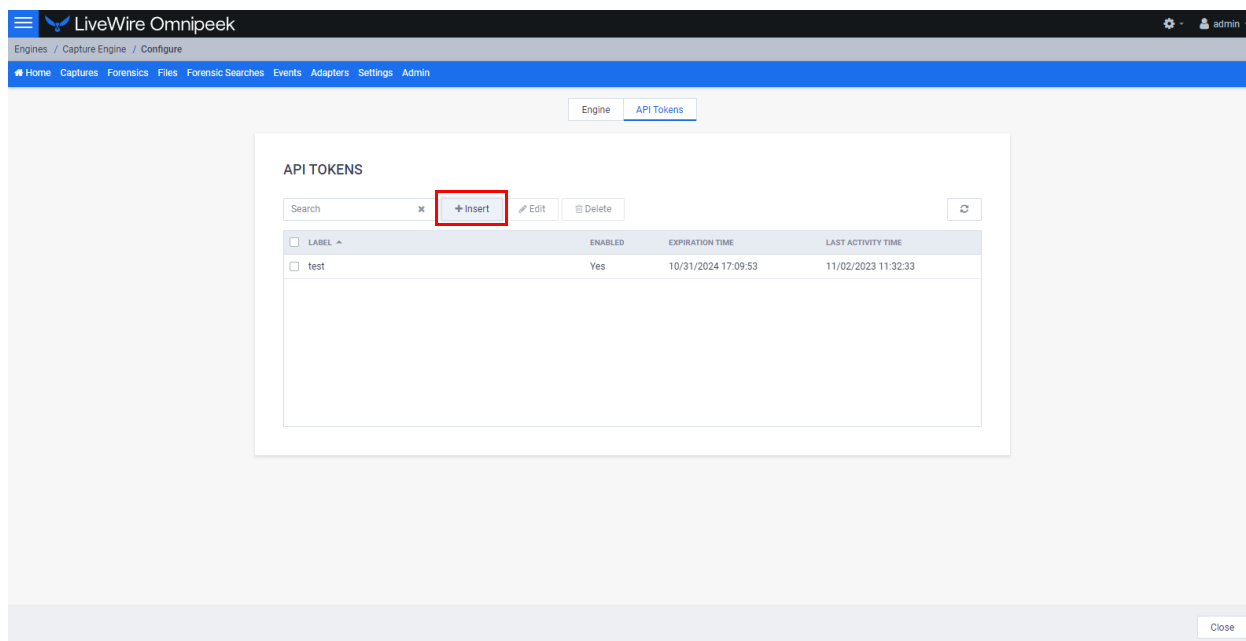 LiveWire Omnipeek admin
Engines / Capture Engine / Configure
Home Captures Forensics Files Forensic Searches Events Adapters Settings Admin
Engine API Tokens
API TOKENS
Search Insert Edit Delete
LABEL ENABLED EXPIRATION TIME LAST ACTIVITY TIME
test Yes 10/31/2024 17:09:53 11/02/2023 11:32:33
Close